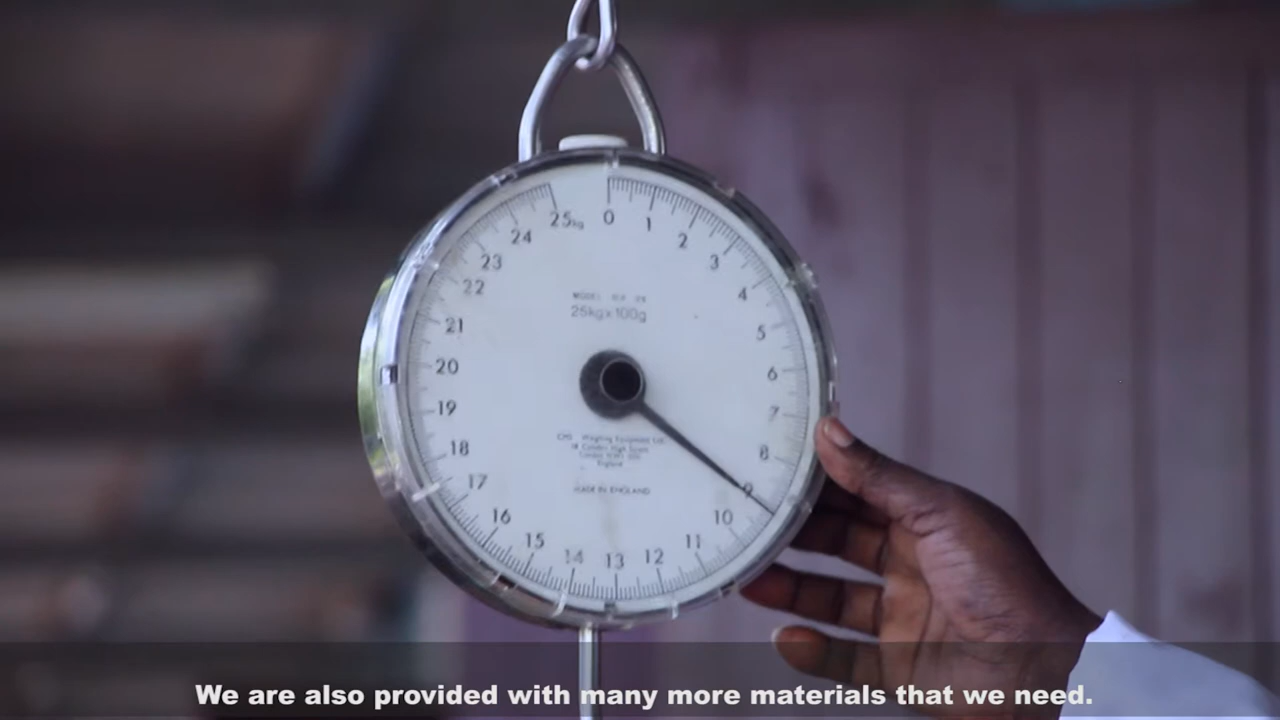 25kg 0 1 2 3 4 5 6 7 8 9 10 11 12 13 14 15 16 17 18 19 20 21 22 23 24
25kgx100g
MADE IN ENGLAND
We are also provided with many more materials that we need.